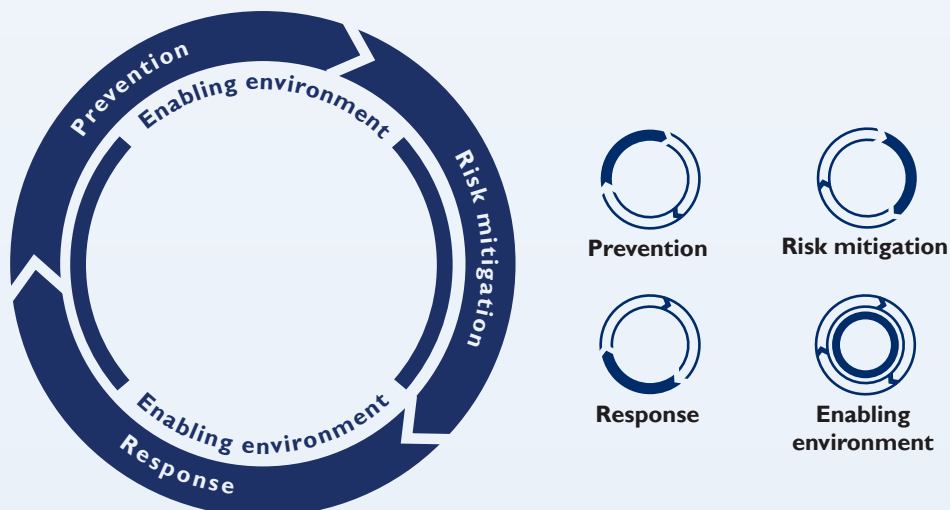 Prevention
Enabling environment
Risk mitigation
Enabling environment
Response
Prevention
Risk mitigation
Response
Enabling
environment